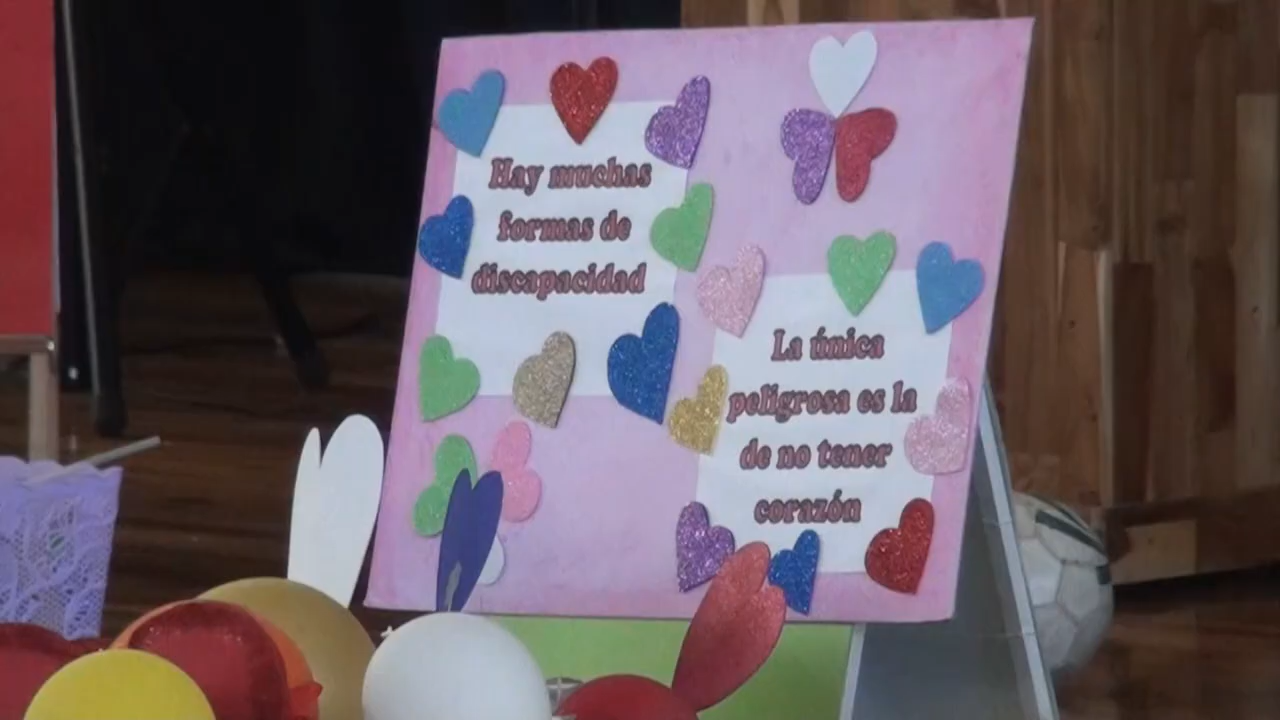 Hay muchas
formas de
discapacidad
La única
peligrosa es la
de no tener
corazón